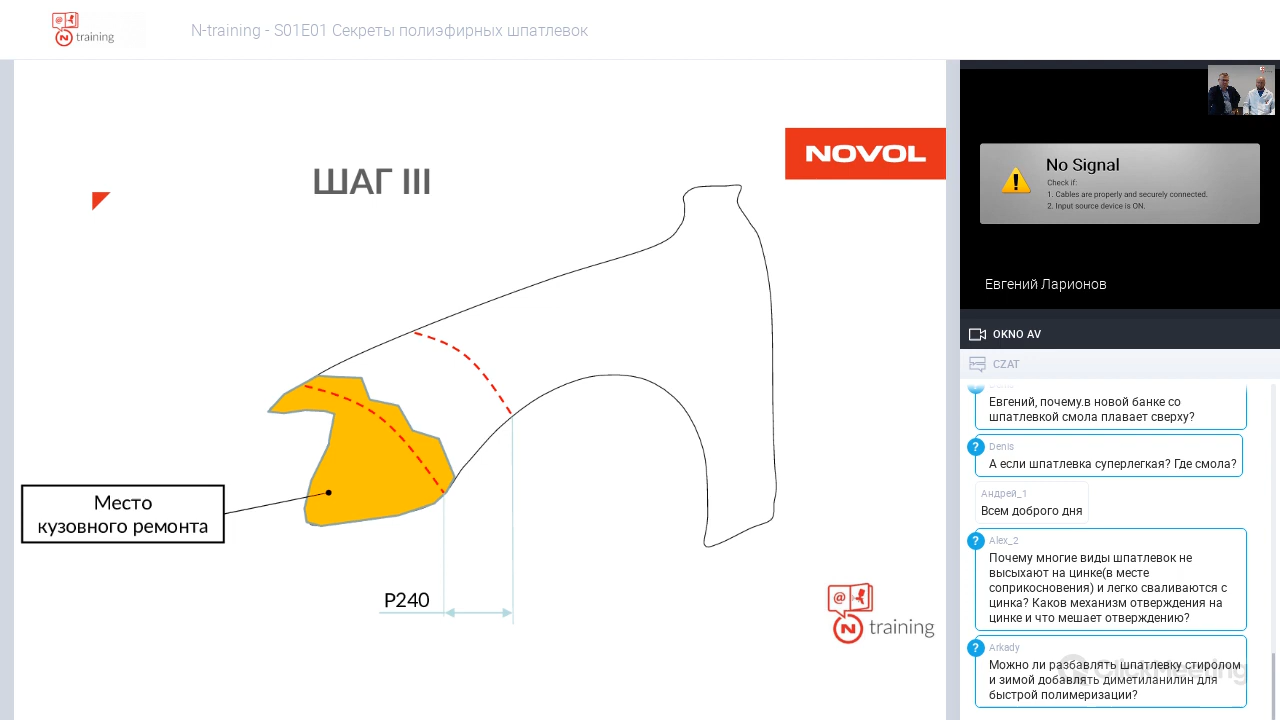 @
N training
N-training - S01E01 Секреты полиэфирных шпатлевок
NOVOL
ШАГ III
Место
кузовного ремонта
P240
@
N training
No Signal
Check if:
1. Cables are properly and securely connected.
2. Input source device is ON.
Евгений Ларионов
OKNO AV
CZAT
?
Евгений, почему.в новой банке со
шпатлевкой смола плавает сверху?
?
Denis
А если шпатлевка суперлегкая? Где смола?
Андрей_1
Всем доброго дня
?
Alex_2
Почему многие виды шпатлевок не
высыхают на цинке(в месте
соприкосновения) и легко сваливаются с
цинка? Каков механизм отверждения на
цинке и что мешает отверждению?
?
Arkady
Можно ли разбавлять шпатлевку стиролом
и зимой добавлять диметиланилин для
быстрой полимеризации?
ClickMeeting